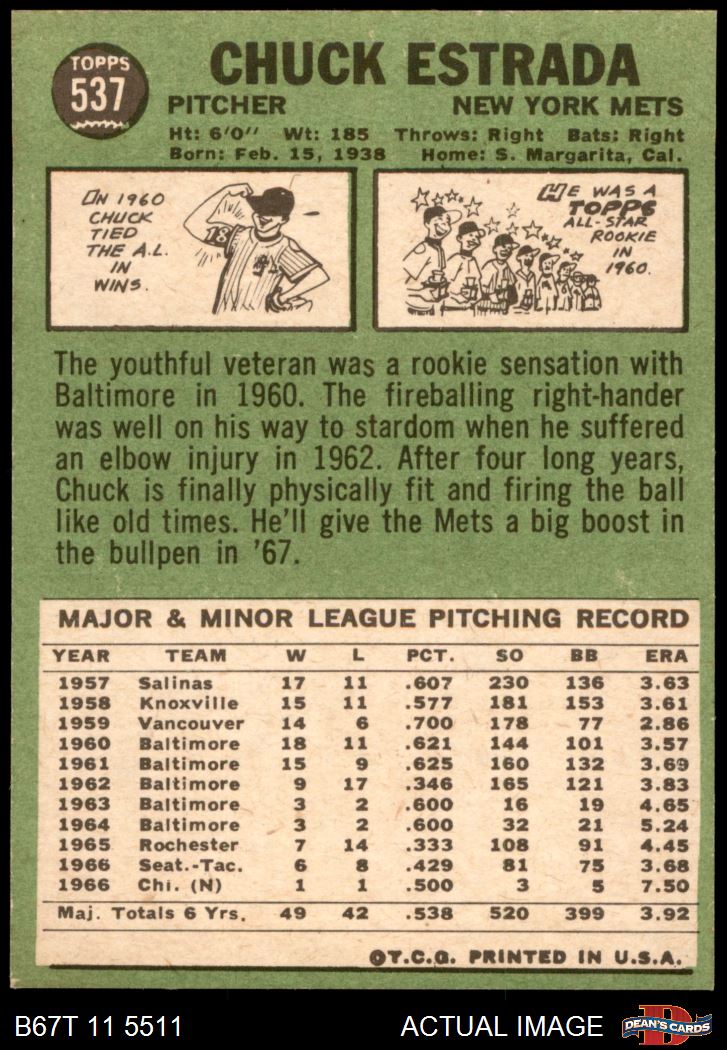 TOPPS
537
CHUCK ESTRADA
PITCHER NEW YORK METS
Ht: 6'0" Wt: 185 Throws: Right Bats: Right
Born: Feb. 15, 1938 Home: S. Margarita, Cal.
IN 1960
CHUCK
TIED
THE A.L.
IN
WINS.
18
HE WAS A
TOPPS
ALL-STAR
ROOKIE
IN
1960.
The youthful veteran was a rookie sensation with
Baltimore in 1960. The fireballing right-hander
was well on his way to stardom when he suffered
an elbow injury in 1962. After four long years,
Chuck is finally physically fit and firing the ball
like old times. He'll give the Mets a big boost in
the bullpen in '67.
MAJOR & MINOR LEAGUE PITCHING RECORD
YEAR TEAM W L PCT. SO BB ERA
1957 Salinas 17 11 .607 230 136 3.63
1958 Knoxville 15 11 .577 181 153 3.61
1959 Vancouver 14 6 .700 178 77 2.86
1960 Baltimore 18 11 .621 144 101 3.57
1961 Baltimore 15 9 .625 160 132 3.69
1962 Baltimore 9 17 .346 165 121 3.83
1963 Baltimore 3 2 .600 16 19 4.65
1964 Baltimore 3 2 .600 32 21 5.24
1965 Rochester 7 14 .333 108 91 4.45
1966 Seat.-Tac. 6 8 .429 81 75 3.68
1966 Chi. (N) 1 1 .500 3 5 7.50
Maj. Totals 6 Yrs. 49 42 .538 520 399 3.92
©T.C.G. PRINTED IN U.S.A.
B67T 11 5511 ACTUAL IMAGE
D
DEAN'S CARDS